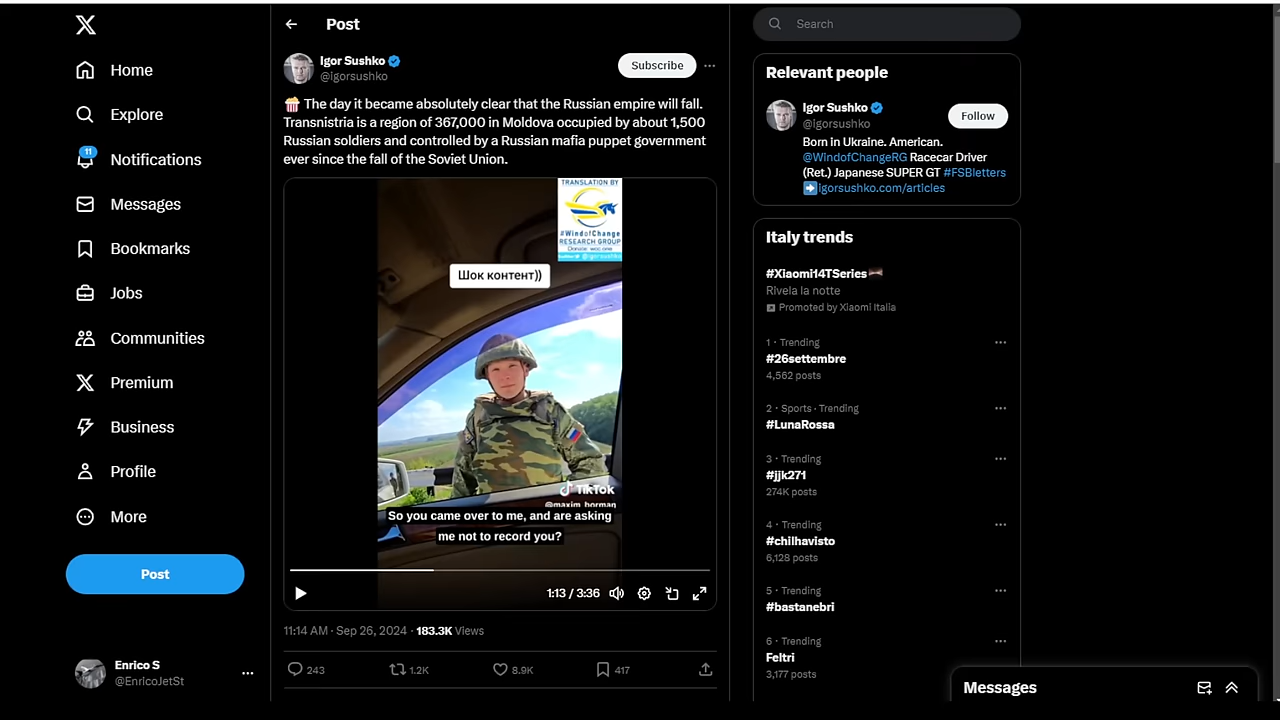 Home
Explore
11
Notifications
Messages
Bookmarks
Jobs
Communities
Premium
Business
Profile
More
Post
Enrico S
@EnricoJetSt
Post
Igor Sushko
@igorsushko
Subscribe
🍿 The day it became absolutely clear that the Russian empire will fall.
Transnistria is a region of 367,000 in Moldova occupied by about 1,500
Russian soldiers and controlled by a Russian mafia puppet government
ever since the fall of the Soviet Union.
TRANSLATION BY
#WindofChange
RESEARCH GROUP
@igorsushko
Шок контент))
TikTok
@maxim_borman
So you came over to me, and are asking
me not to record you?
1:13 / 3:36
11:14 AM · Sep 26, 2024 · 183.3K Views
243
1.2K
8.9K
417
Search
Relevant people
Igor Sushko
@igorsushko
Follow
Born in Ukraine. American.
@WindofChangeRG Racecar Driver
(Ret.) Japanese SUPER GT #FSBletters
➡️igorsushko.com/articles
Italy trends
#Xiaomi14TSeries
Rivela la notte
Promoted by Xiaomi Italia
1 · Trending
#26settembre
4,562 posts
2 · Sports · Trending
#LunaRossa
3 · Trending
#jjk271
274K posts
4 · Trending
#chilhavisto
6,128 posts
5 · Trending
#bastanebri
6 · Trending
Feltri
3,177 posts
Messages